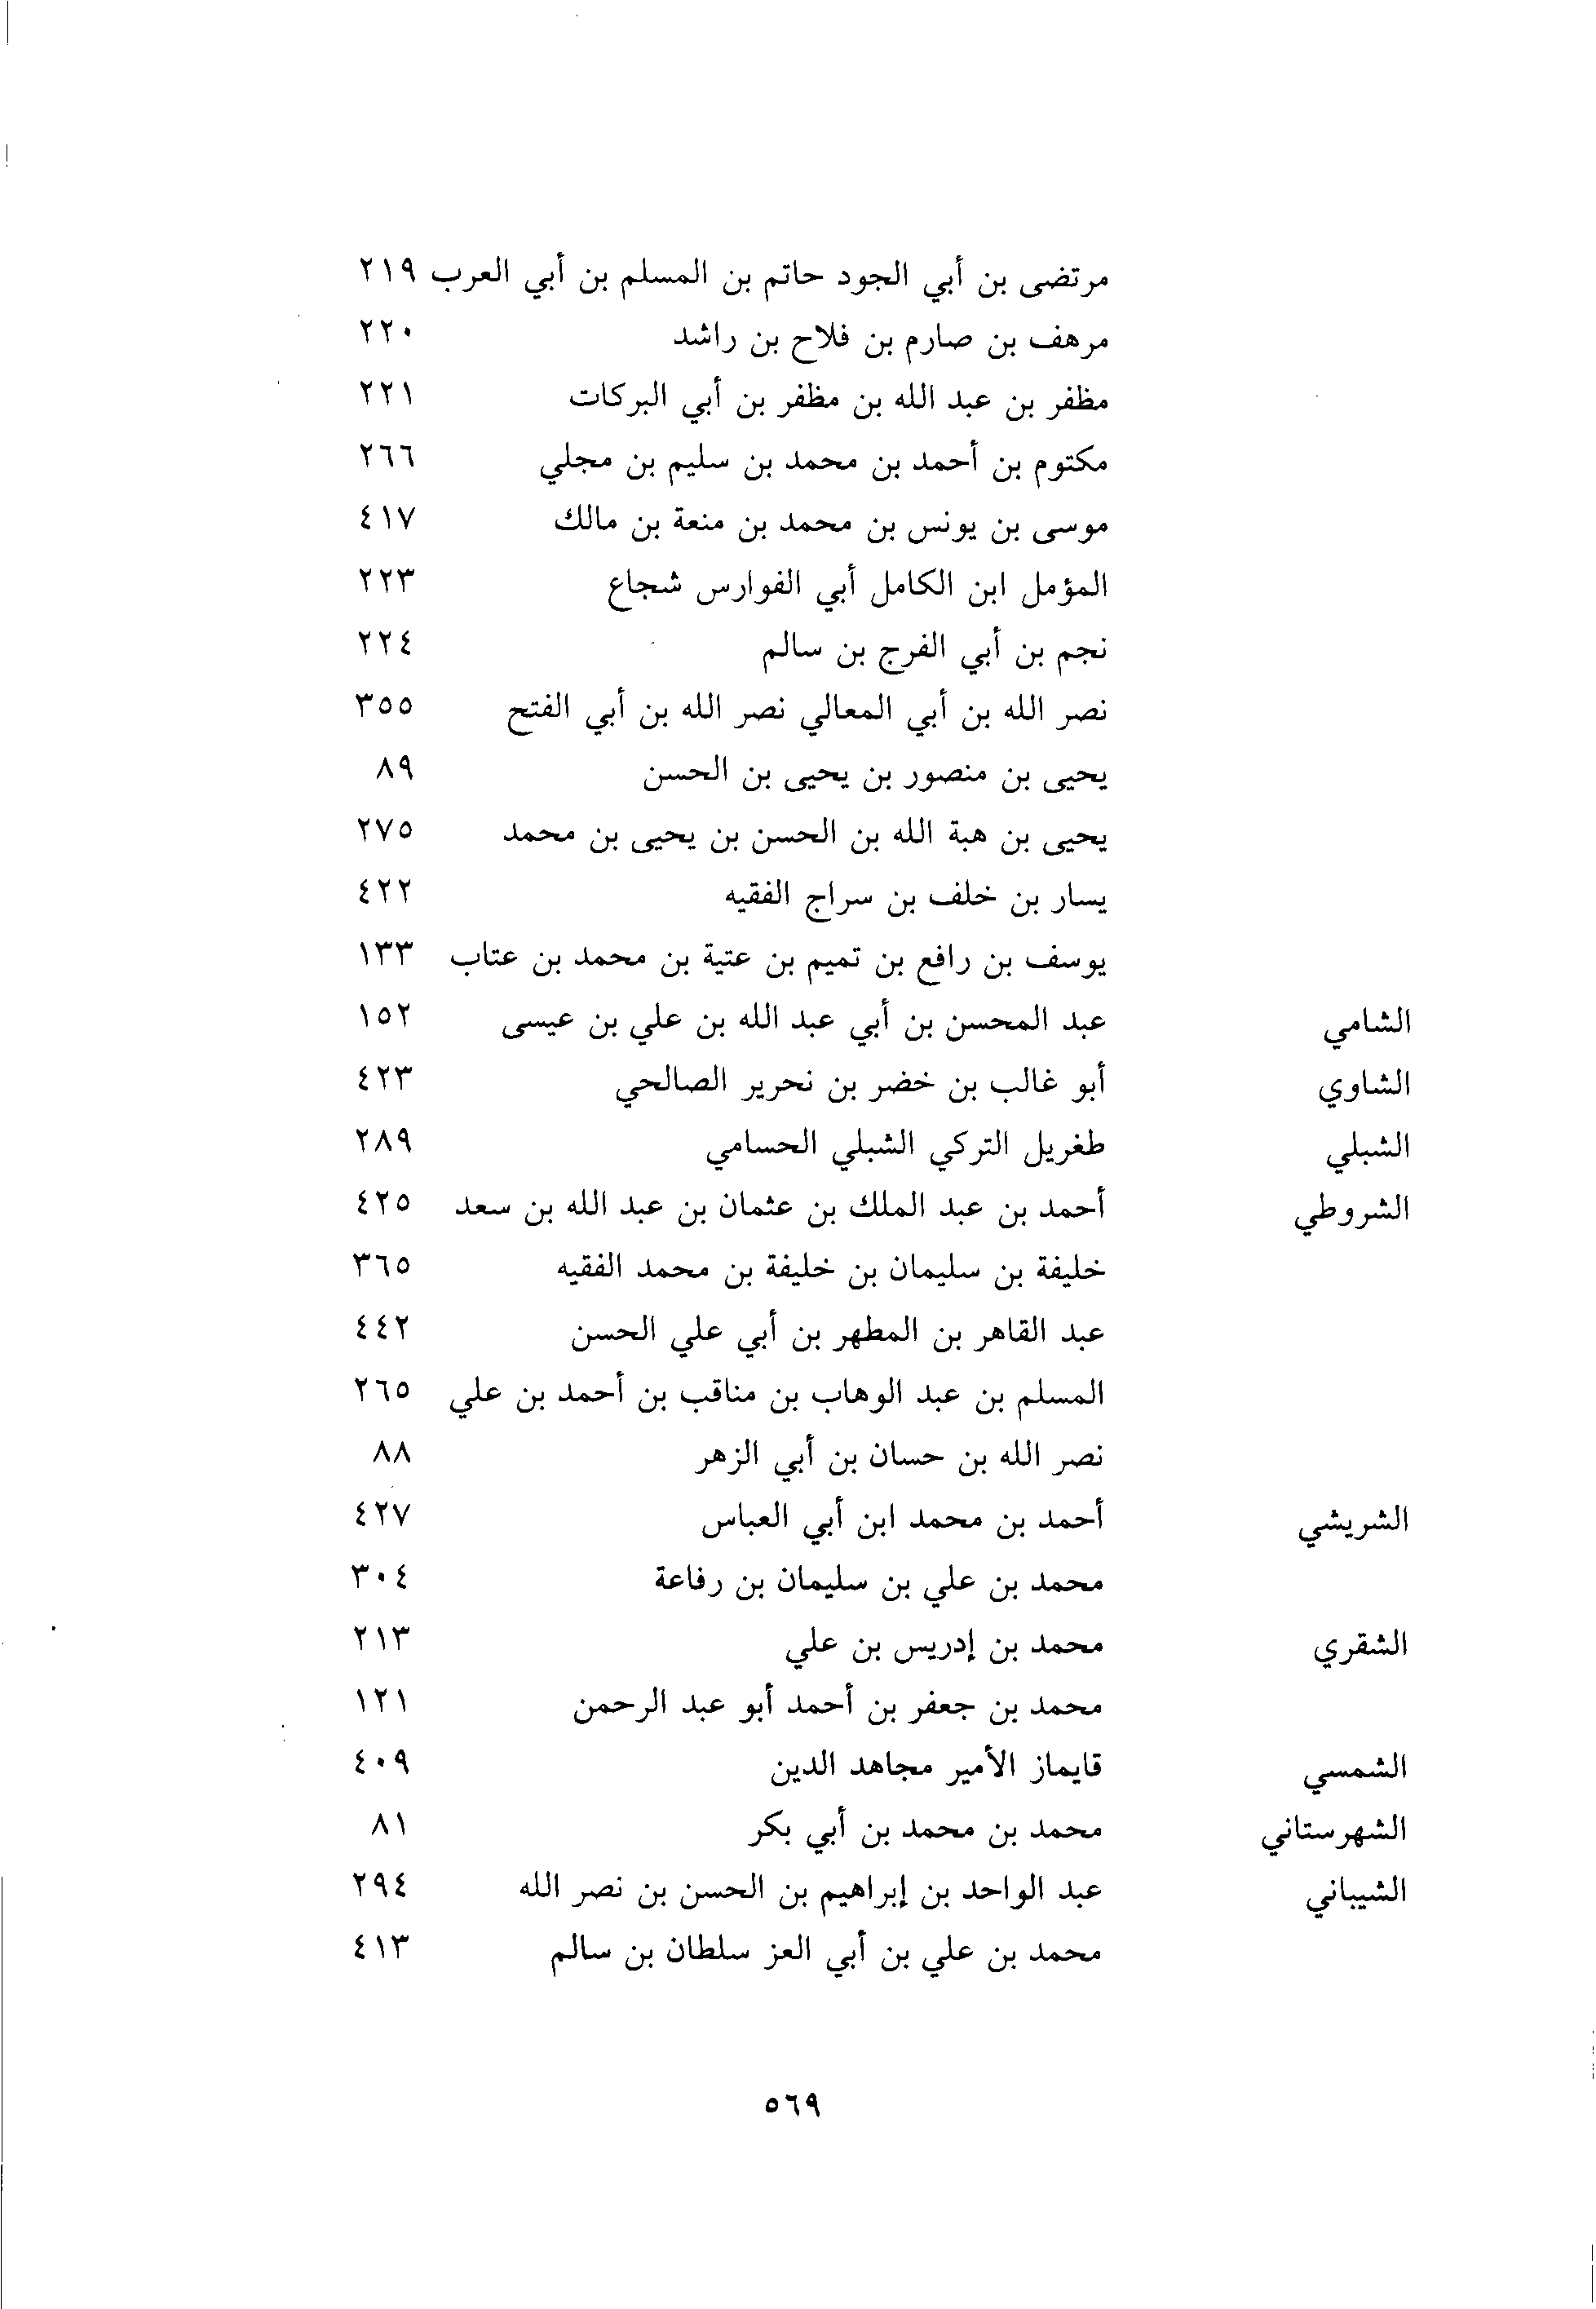 مرتضى بن أبي الجود حاتم بن المسلم بن أبي العرب ٢١٩
مرهف بن صارم بن فلاح بن راشد ٢٢٠
مظفر بن عبد الله بن مظفر بن أبي البركات ٢٢١
مكتوم بن أحمد بن محمد بن سليم بن مجلي ٢٦٦
موسى بن يونس بن محمد بن منعة بن مالك ٤١٧
المؤمل ابن الكامل أبي الفوارس شجاع ٢٢٣
نجم بن أبي الفرج بن سالم ٢٢٤
نصر الله بن أبي المعالي نصر الله بن أبي الفتح ٣٥٥
يحيى بن منصور بن يحيى بن الحسن ٨٩
يحيى بن هبة الله بن الحسن بن يحيى بن محمد ٢٧٥
يسار بن خلف بن سراج الفقيه ٤٢٢
يوسف بن رافع بن تميم بن عتية بن محمد بن عتاب ١٣٣
الشامي عبد المحسن بن أبي عبد الله بن علي بن عيسى ١٥٢
الشاوي أبو غالب بن خضر بن نحرير الصالحي ٤٢٣
الشبلي طغريل التركي الشبلي الحسامي ٢٨٩
الشروطي أحمد بن عبد الملك بن عثمان بن عبد الله بن سعد ٤٢٥
خليفة بن سليمان بن خليفة بن محمد الفقيه ٣٦٥
عبد القاهر بن المطهر بن أبي علي الحسن ٤٤٢
المسلم بن عبد الوهاب بن مناقب بن أحمد بن علي ٢٦٥
نصر الله بن حسان بن أبي الزهر ٨٨
الشريشي أحمد بن محمد ابن أبي العباس ٤٢٧
محمد بن علي بن سليمان بن رفاعة ٣٠٤
الشقري محمد بن إدريس بن علي ٢١٣
محمد بن جعفر بن أحمد أبو عبد الرحمن ١٢١
الشمسي قايماز الأمير مجاهد الدين ٤٠٩
الشهرستاني محمد بن محمد بن أبي بكر ٨١
الشيباني عبد الواحد بن إبراهيم بن الحسن بن نصر الله ٢٩٤
محمد بن علي بن أبي العز سلطان بن سالم ٤١٣
٥٦٩